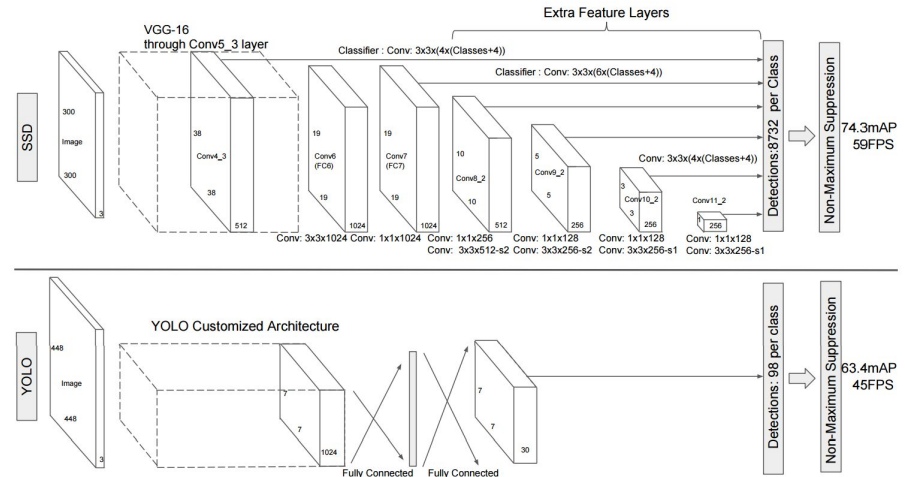 Extra Feature Layers
VGG-16
through Conv5_3 layer
Classifier : Conv: 3x3x(4x(Classes+4))
Classifier : Conv: 3x3x(6x(Classes+4))
SSD
300
Image
300
3
38
Conv4_3
38
512
19
Conv6
(FC6)
19
1024
19
Conv7
(FC7)
19
1024
10
Conv8_2
10
512
5
Conv9_2
5
256
Conv: 3x3x(4x(Classes+4))
3
Conv10_2
3
256
Conv11_2
1
256
Conv: 3x3x1024
Conv: 1x1x1024
Conv: 1x1x256
Conv: 3x3x512-s2
Conv: 1x1x128
Conv: 3x3x256-s2
Conv: 1x1x128
Conv: 3x3x256-s1
Conv: 1x1x128
Conv: 3x3x256-s1
Detections:8732 per Class
Non-Maximum Suppression
74.3mAP
59FPS
YOLO
448
Image
448
3
YOLO Customized Architecture
7
7
1024
Fully Connected
Fully Connected
7
7
30
Detections: 98 per class
Non-Maximum Suppression
63.4mAP
45FPS